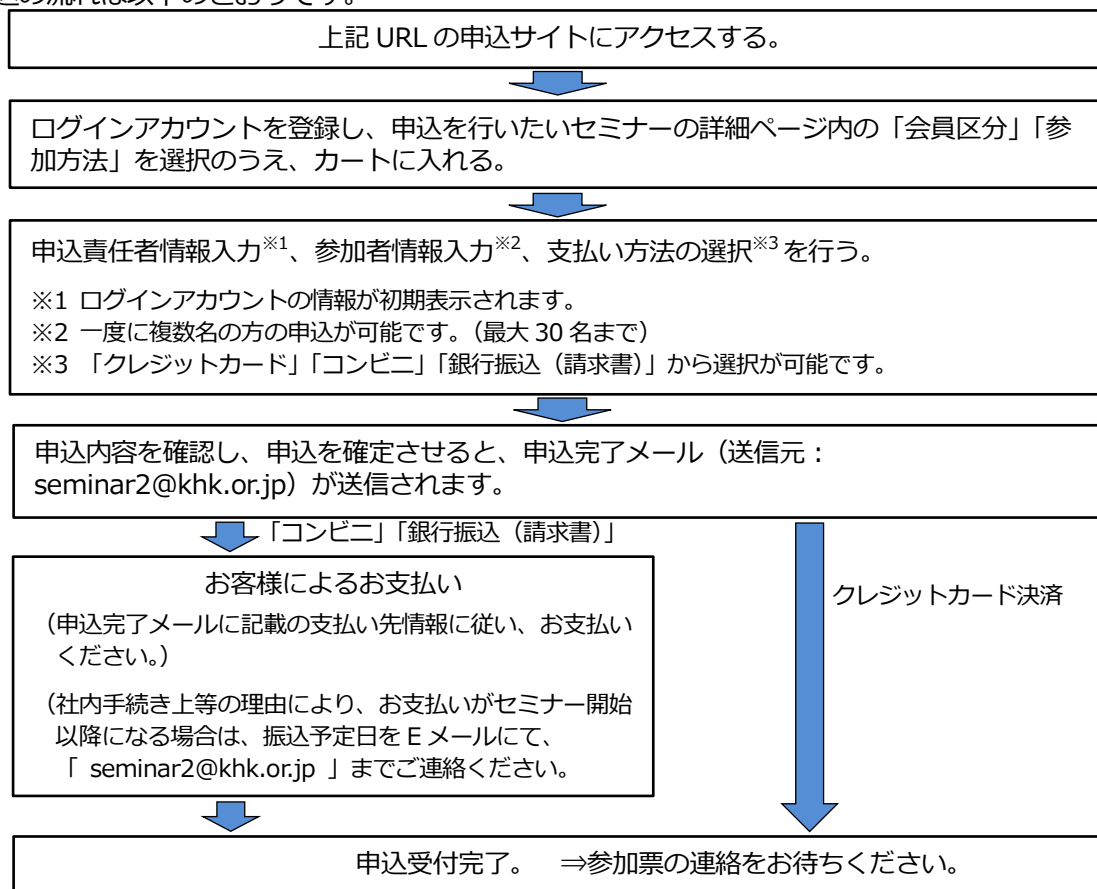 込の流れは以下のとおりです。
上記 URL の申込サイトにアクセスする。
ログインアカウントを登録し、申込を行いたいセミナーの詳細ページ内の「会員区分」「参
加方法」を選択のうえ、カートに入れる。
申込責任者情報入力※1、参加者情報入力※2、支払い方法の選択※3 を行う。
※1 ログインアカウントの情報が初期表示されます。
※2 一度に複数名の方の申込が可能です。（最大 30 名まで）
※3 「クレジットカード」「コンビニ」「銀行振込（請求書）」から選択が可能です。
申込内容を確認し、申込を確定させると、申込完了メール（送信元：
seminar2@khk.or.jp）が送信されます。
「コンビニ」「銀行振込（請求書）」
お客様によるお支払い
（申込完了メールに記載の支払い先情報に従い、お支払い
ください。）
（社内手続き上等の理由により、お支払いがセミナー開始
以降になる場合は、振込予定日を E メールにて、
「 seminar2@khk.or.jp 」までご連絡ください。
クレジットカード決済
申込受付完了。 ⇒参加票の連絡をお待ちください。